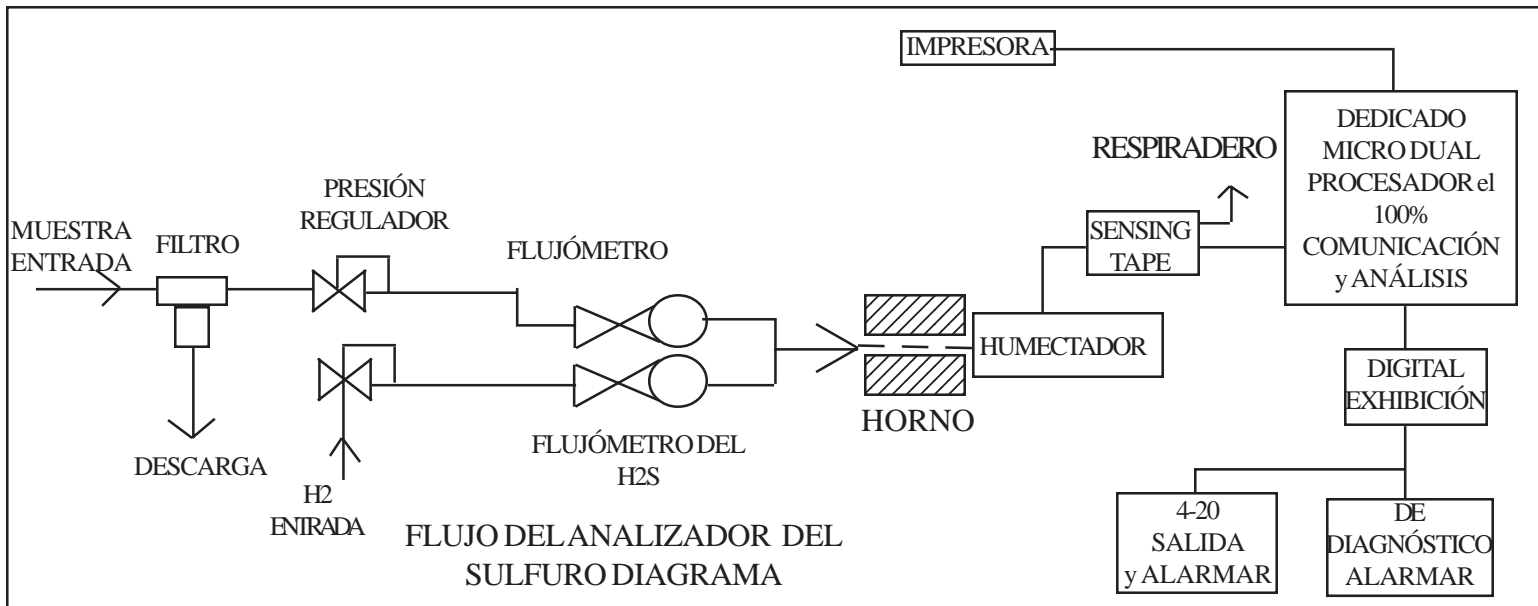 IMPRESORA
DEDICADO
MICRO DUAL
PROCESADOR el
100%
COMUNICACIÓN
y ANÁLISIS
RESPIRADERO
PRESIÓN
REGULADOR
MUESTRA
ENTRADA
FILTRO
FLUJÓMETRO
SENSING
TAPE
HUMECTADOR
HORNO
DIGITAL
EXHIBICIÓN
DESCARGA
H2
ENTRADA
FLUJÓMETRO DEL
H2S
4-20
SALIDA
y ALARMAR
DE
DIAGNÓSTICO
ALARMAR
FLUJO DEL ANALIZADOR DEL
SULFURO DIAGRAMA